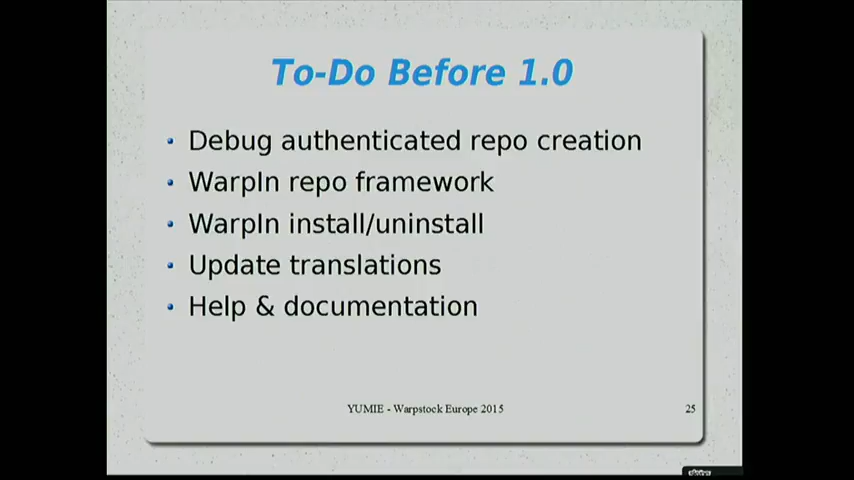 To-Do Before 1.0
Debug authenticated repo creation
WarpIn repo framework
WarpIn install/uninstall
Update translations
Help & documentation
YUMIE - Warpstock Europe 2015
25